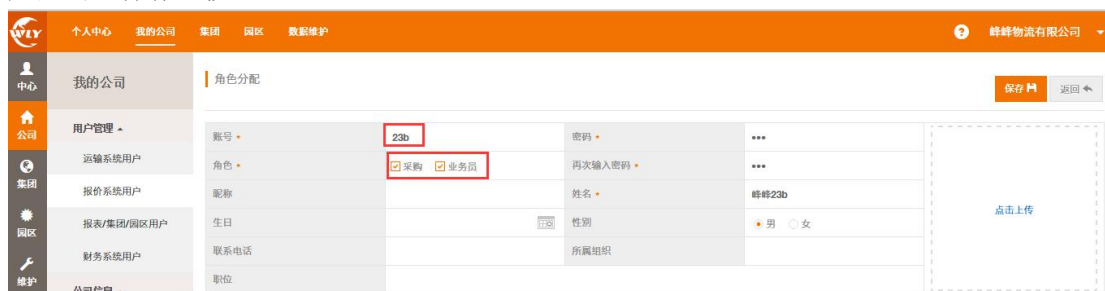 WLY 个人中心 我的公司 集团 园区 数据维护 ? 峰峰物流有限公司
中心 我的公司 角色分配 保存 返回
公司 用户管理
账号 * 23b 密码 * •••
运输系统用户 角色 * 采购 业务员 再次输入密码 * •••
集团 报价系统用户 昵称 姓名 * 峰峰23b
点击上传
园区 报表/集团/园区用户 生日 性别 男 女
财务系统用户 联系电话 所属组织
维护 职位